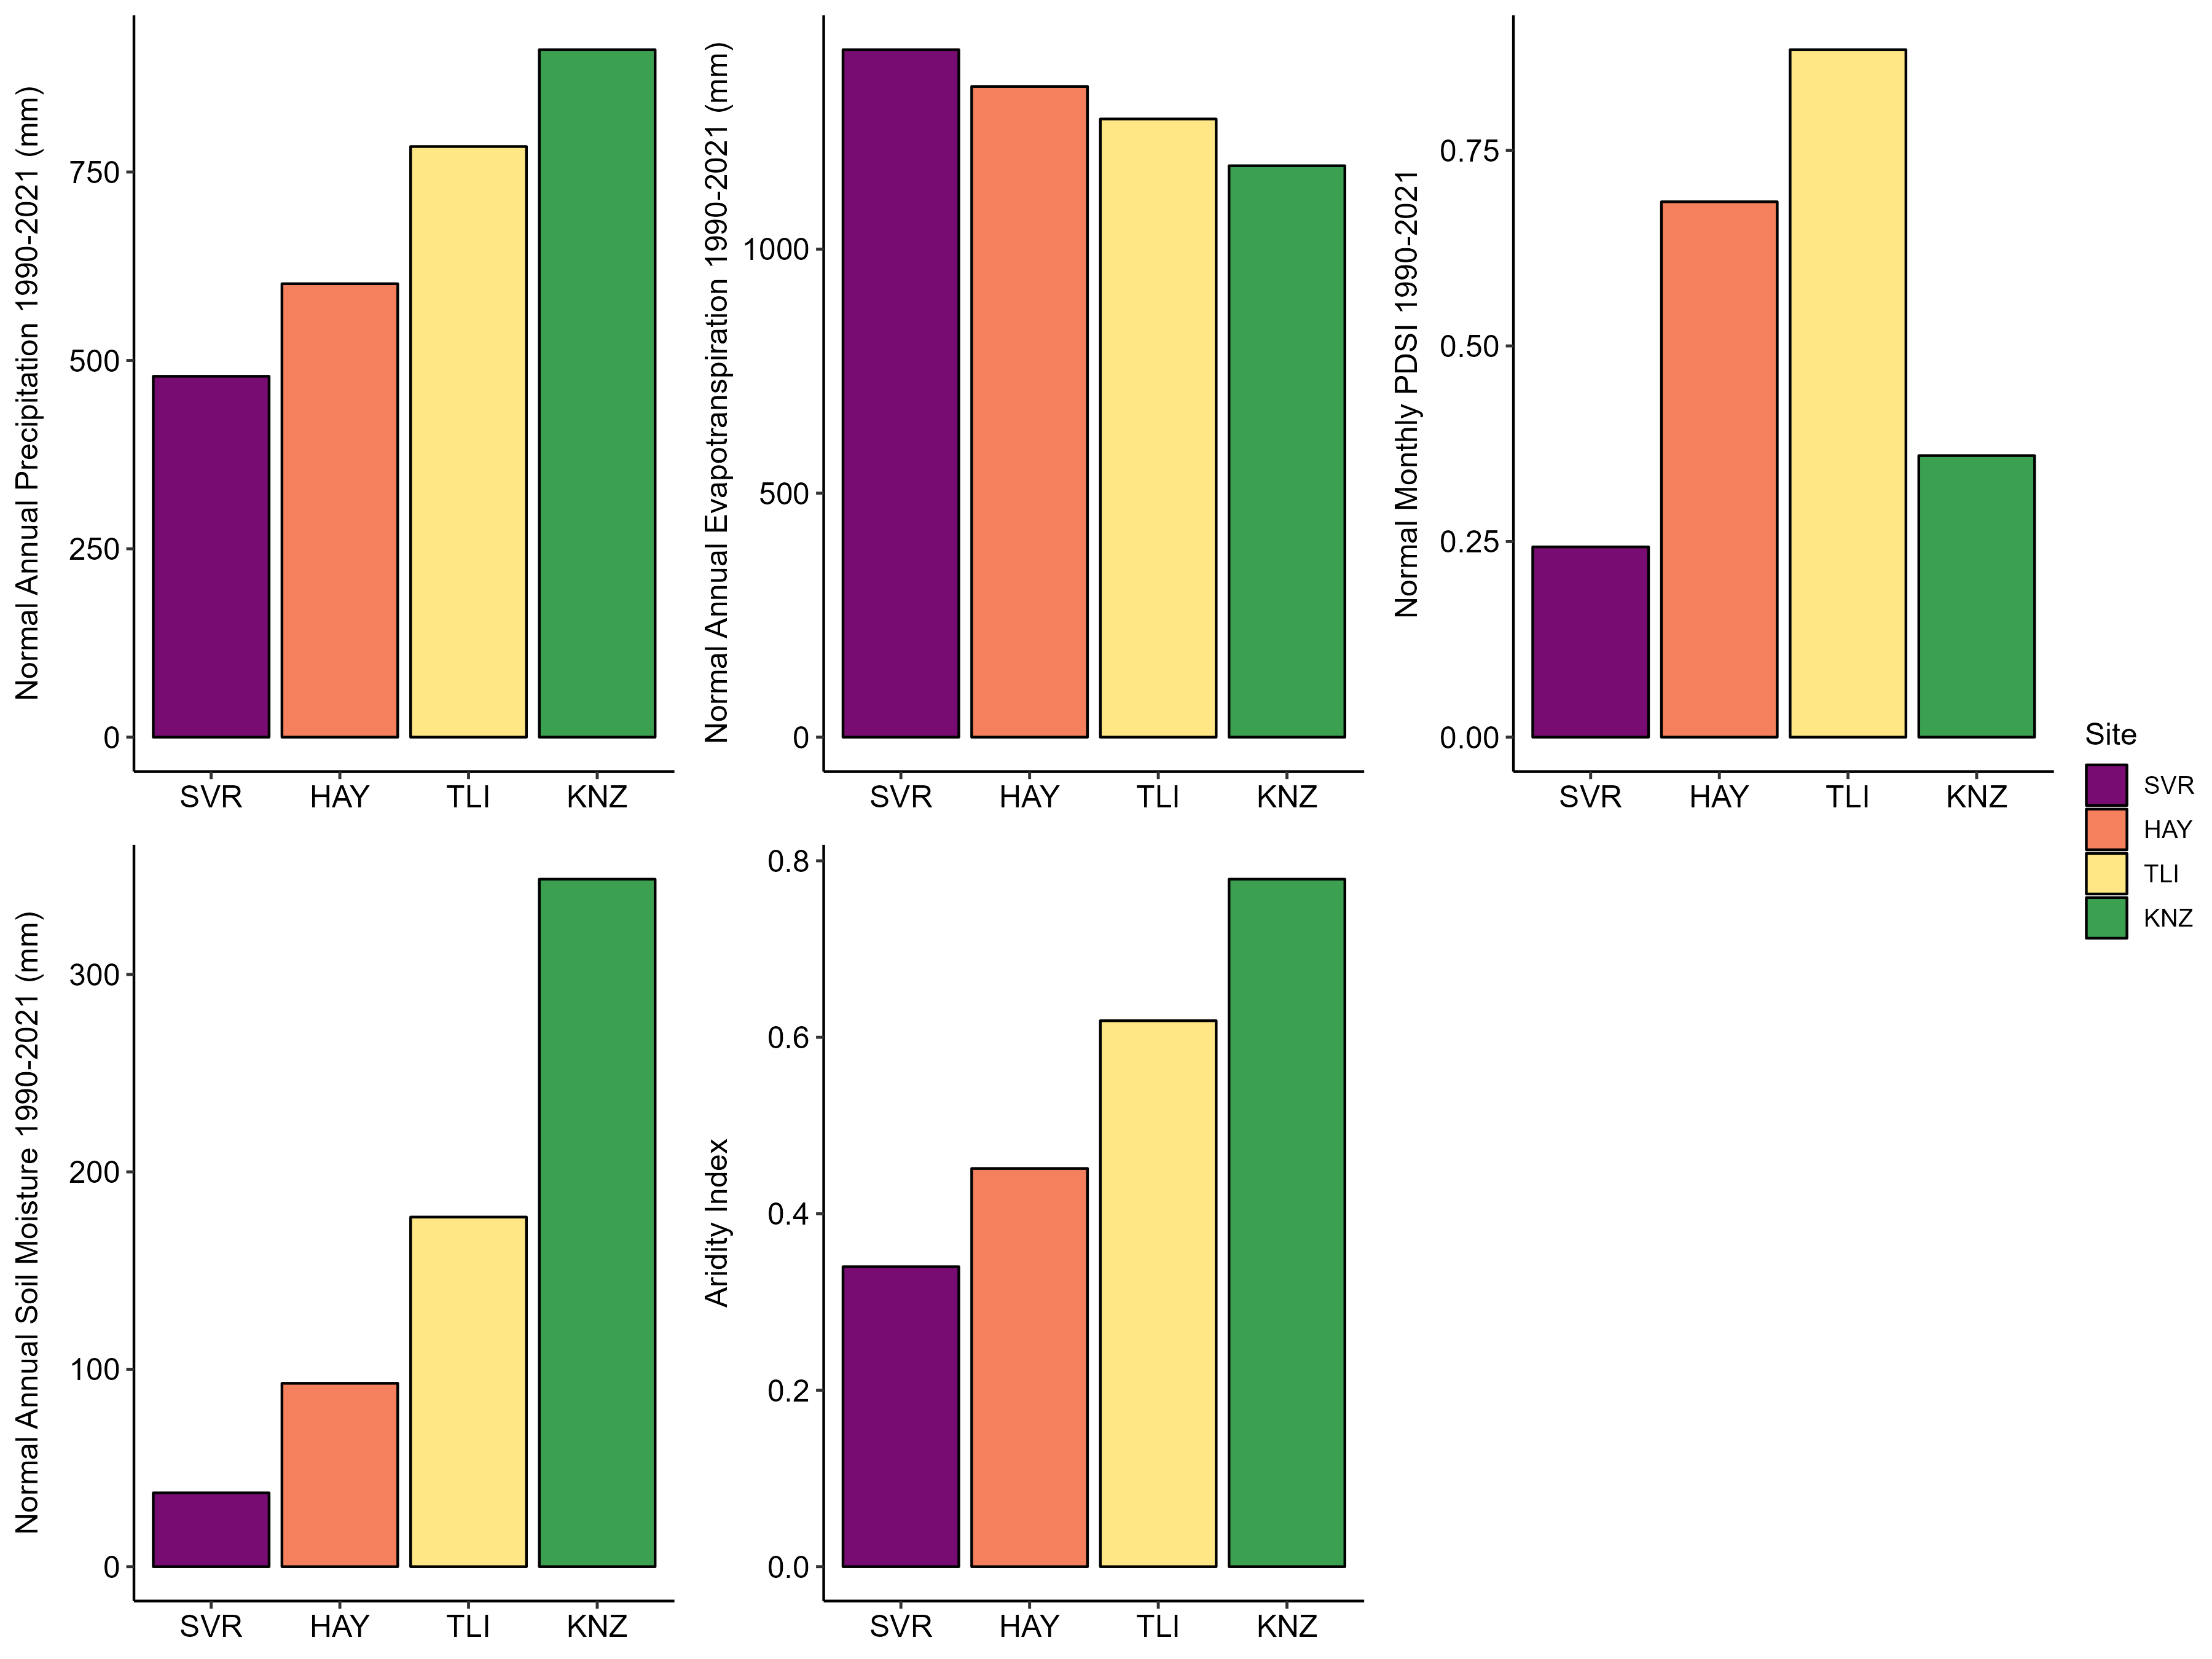 Normal Annual Precipitation 1990-2021 (mm)
750
500
250
0
SVR HAY TLI KNZ
Normal Annual Evapotranspiration 1990-2021 (mm)
1000
500
0
SVR HAY TLI KNZ
Normal Monthly PDSI 1990-2021
0.75
0.50
0.25
0.00
SVR HAY TLI KNZ
Site
SVR
HAY
TLI
KNZ
Normal Annual Soil Moisture 1990-2021 (mm)
300
200
100
0
SVR HAY TLI KNZ
Aridity Index
0.8
0.6
0.4
0.2
0.0
SVR HAY TLI KNZ